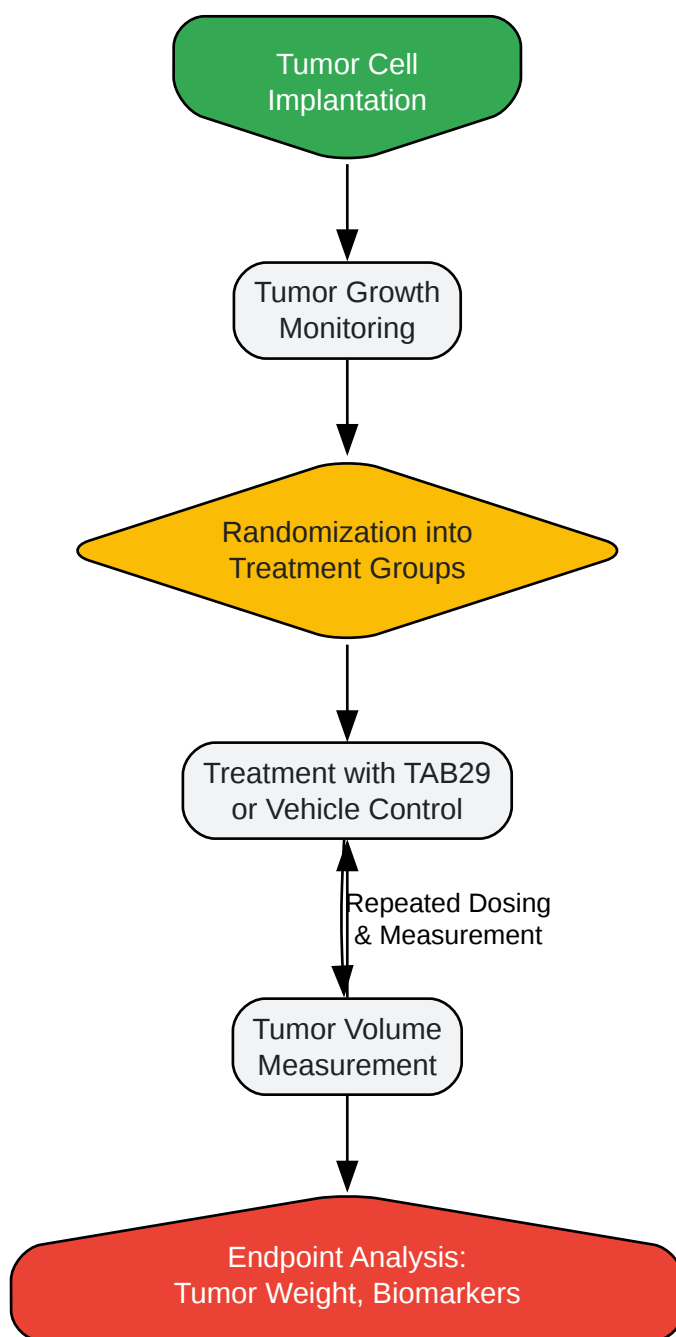 Tumor Cell
Implantation
Tumor Growth
Monitoring
Randomization into
Treatment Groups
Treatment with TAB29
or Vehicle Control
Repeated Dosing
& Measurement
Tumor Volume
Measurement
Endpoint Analysis:
Tumor Weight, Biomarkers